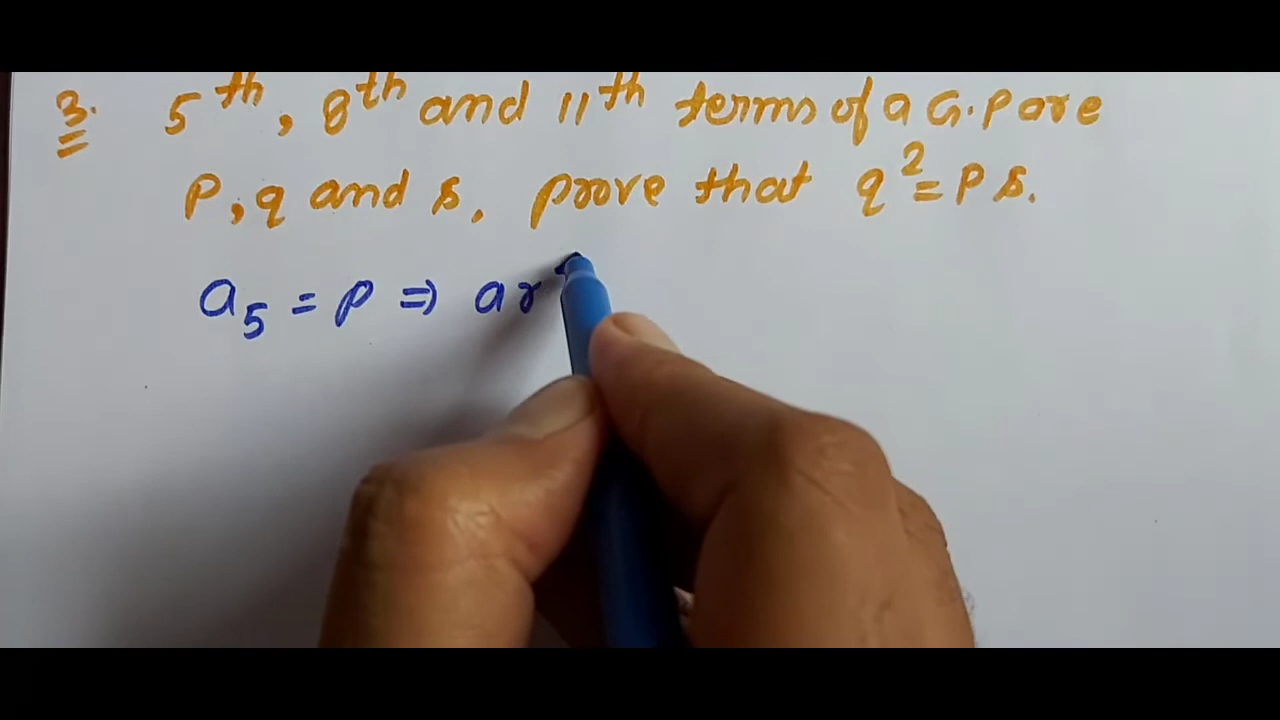 3. 5th, 8th and 11th terms of a G.P are
p, q and s, prove that q² = ps.
a₅ = p ⇒ ar